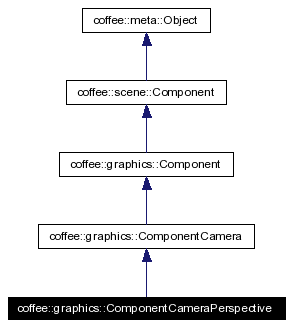 coffee::meta::Object
coffee::scene::Component
coffee::graphics::Component
coffee::graphics::ComponentCamera
coffee::graphics::ComponentCameraPerspective